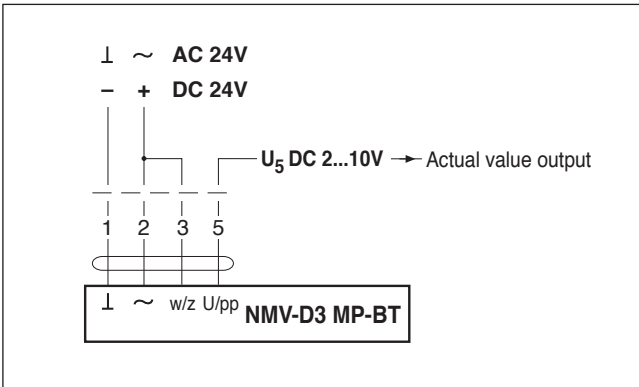 ⊥ ~ AC 24V
– + DC 24V
U5 DC 2...10V → Actual value output
1 2 3 5
⊥ ~ w/z U/pp NMV-D3 MP-BT